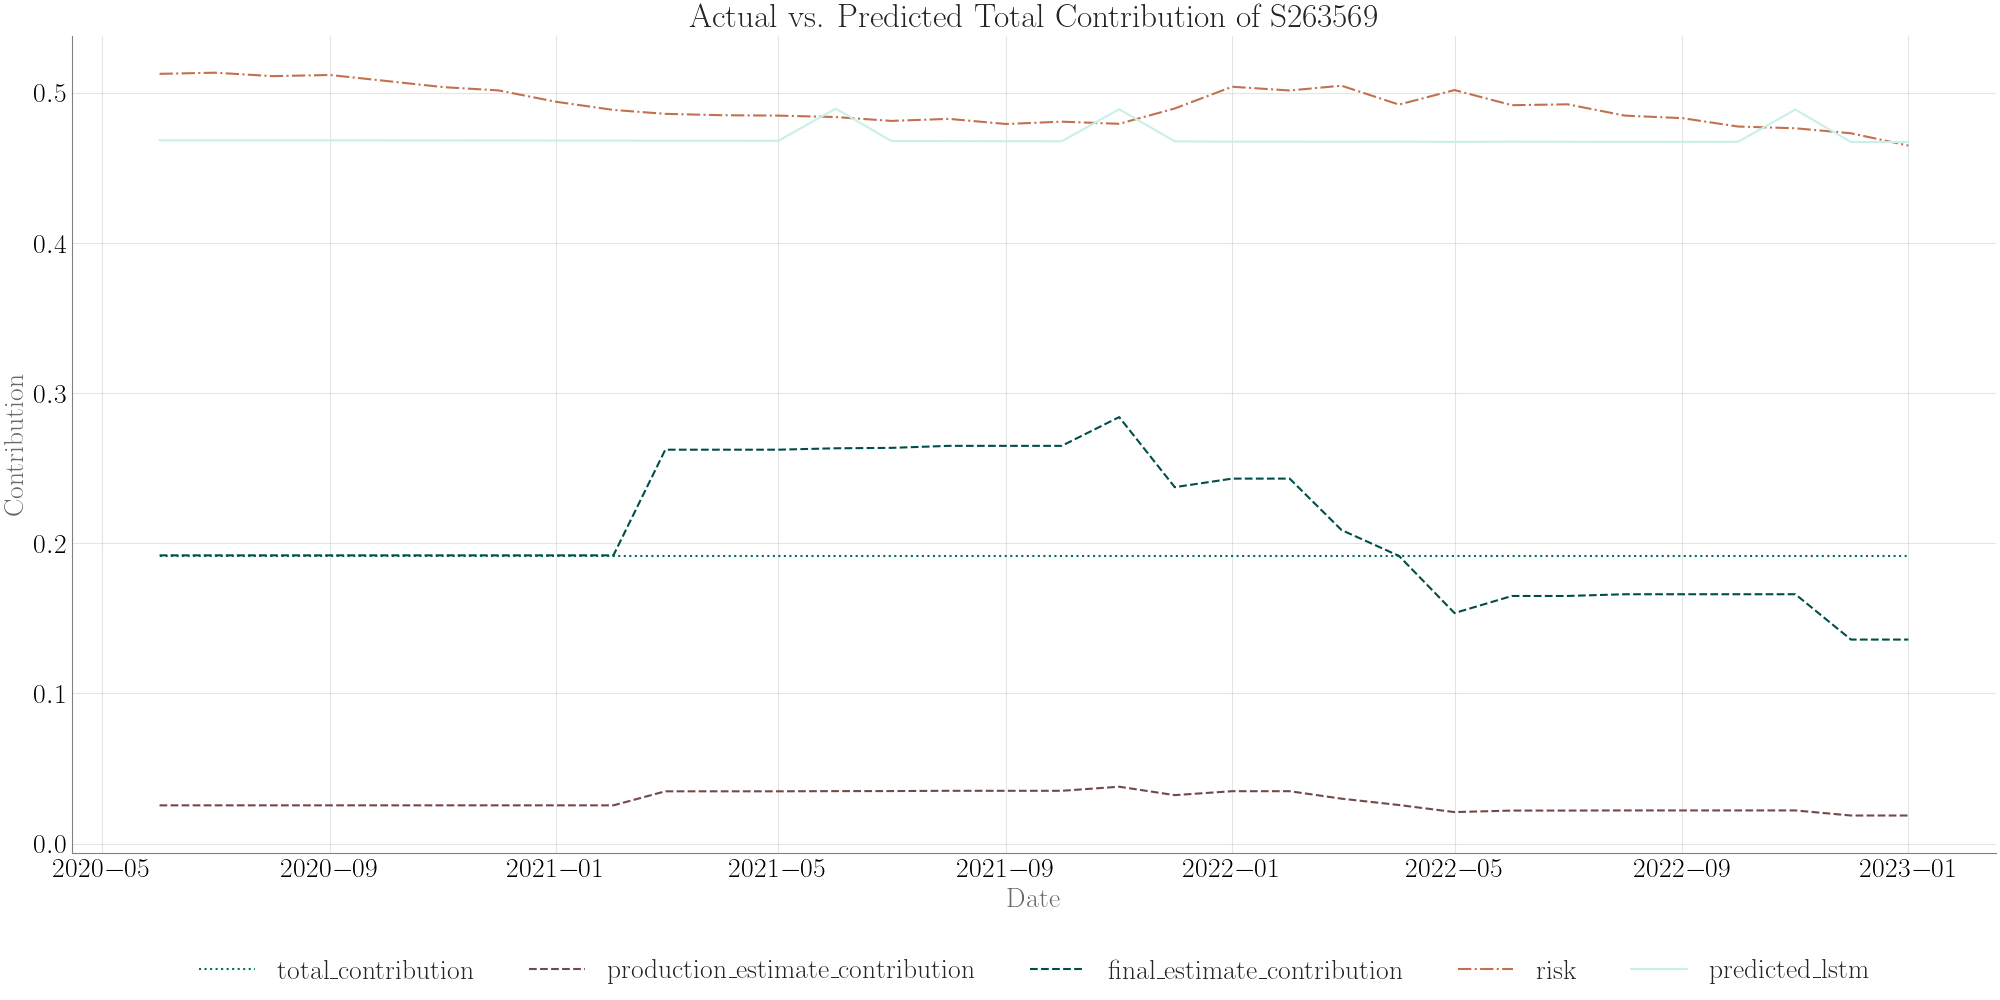 Actual vs. Predicted Total Contribution of S263569
Contribution
0.5
0.4
0.3
0.2
0.1
0.0
2020−05 2020−09 2021−01 2021−05 2021−09 2022−01 2022−05 2022−09 2023−01
Date
total_contribution production_estimate_contribution final_estimate_contribution risk predicted_lstm